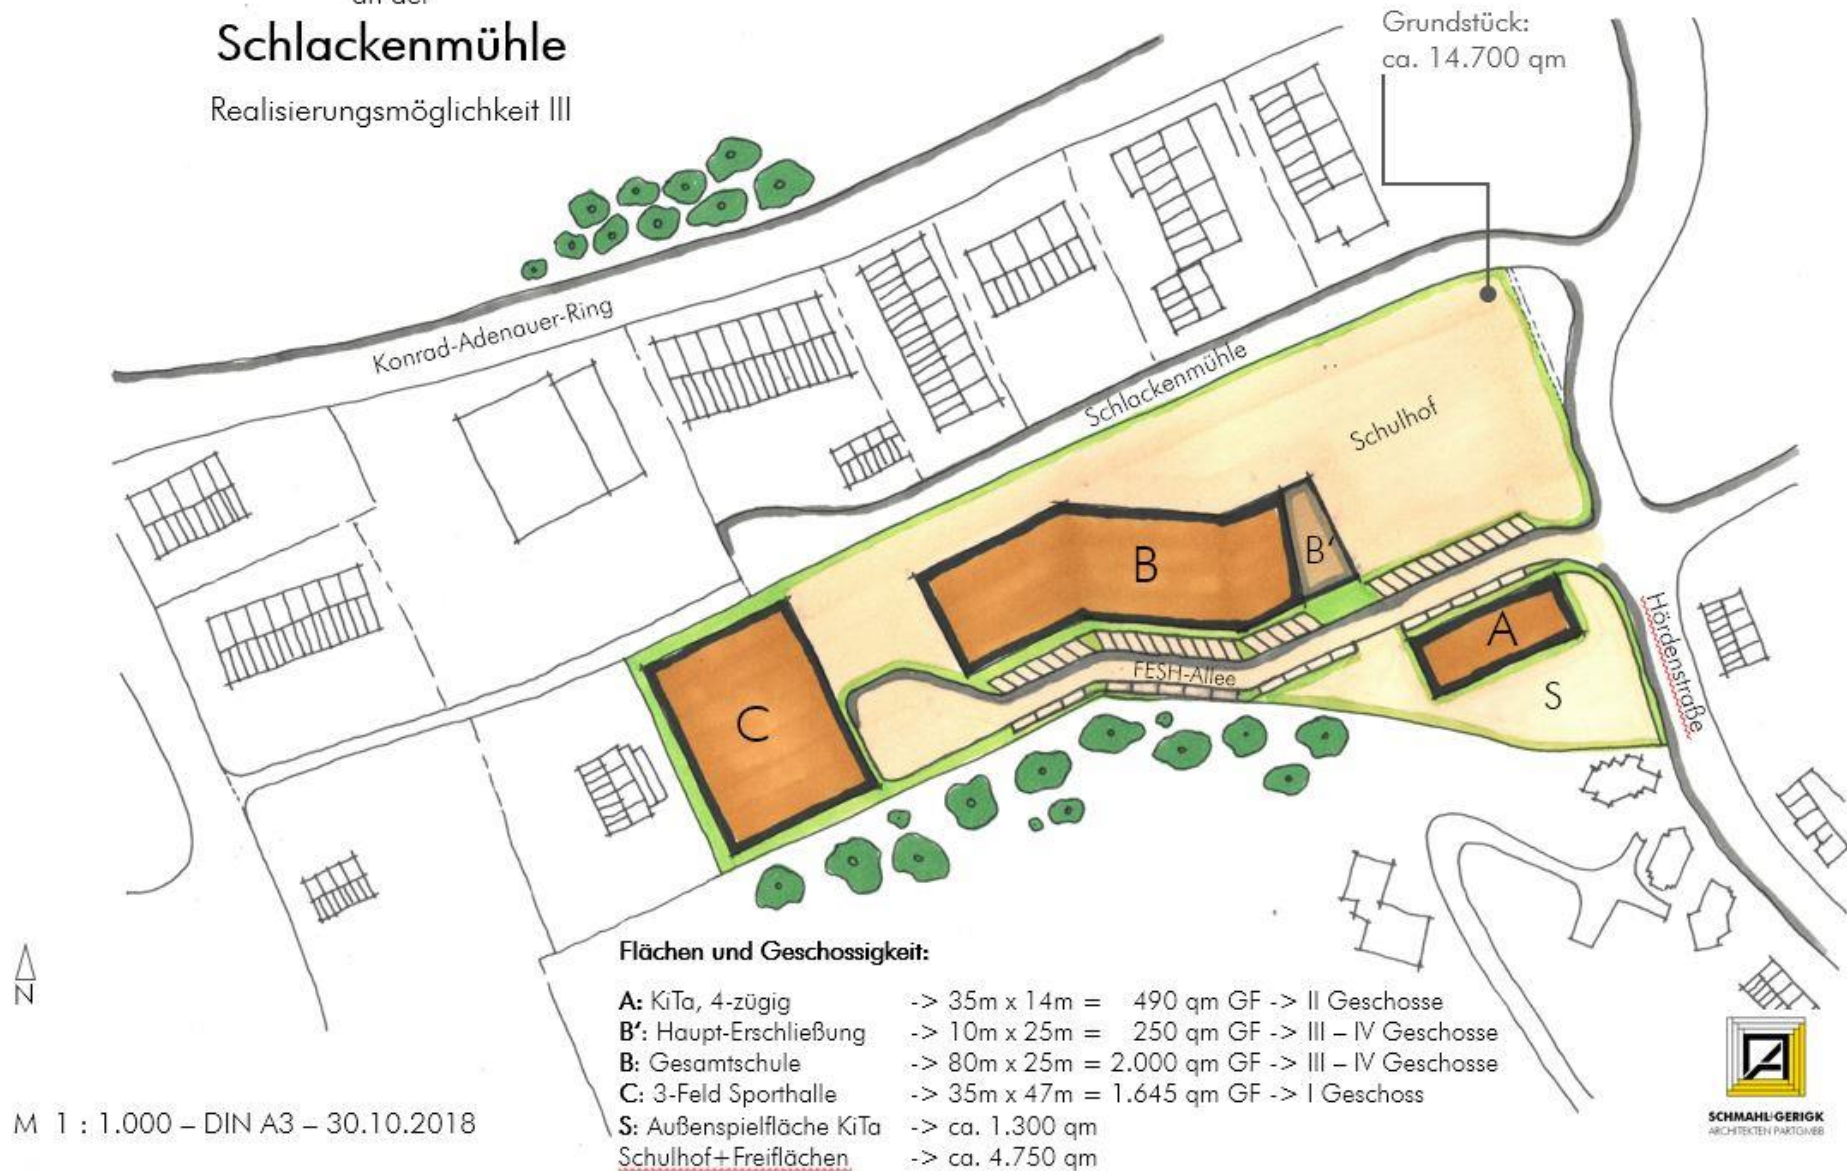 an der
Schlackenmühle
Realisierungsmöglichkeit III
Grundstück:
ca. 14.700 qm
Konrad-Adenauer-Ring
Schlackenmühle
Schulhof
B
B'
A
FESH-Allee
Hördenstraße
S
C
N
Flächen und Geschossigkeit:
A: KiTa, 4-zügig -> 35m x 14m = 490 qm GF -> II Geschosse
B': Haupt-Erschließung -> 10m x 25m = 250 qm GF -> III – IV Geschosse
B: Gesamtschule -> 80m x 25m = 2.000 qm GF -> III – IV Geschosse
C: 3-Feld Sporthalle -> 35m x 47m = 1.645 qm GF -> I Geschoss
S: Außenspielfläche KiTa -> ca. 1.300 qm
Schulhof+Freiflächen -> ca. 4.750 qm
M 1 : 1.000 – DIN A3 – 30.10.2018
SCHMAHL+GERIGK
ARCHITEKTEN PARTGMBB